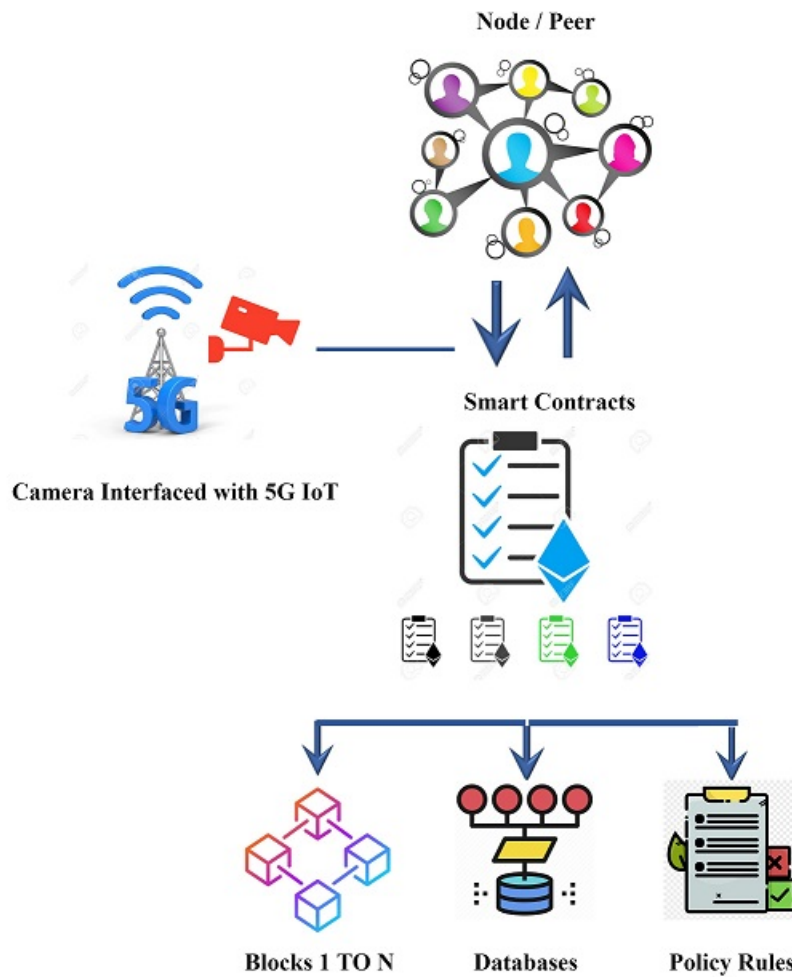 Node / Peer
5G
Smart Contracts
Camera Interfaced with 5G IoT
Blocks 1 TO N
Databases
Policy Rules